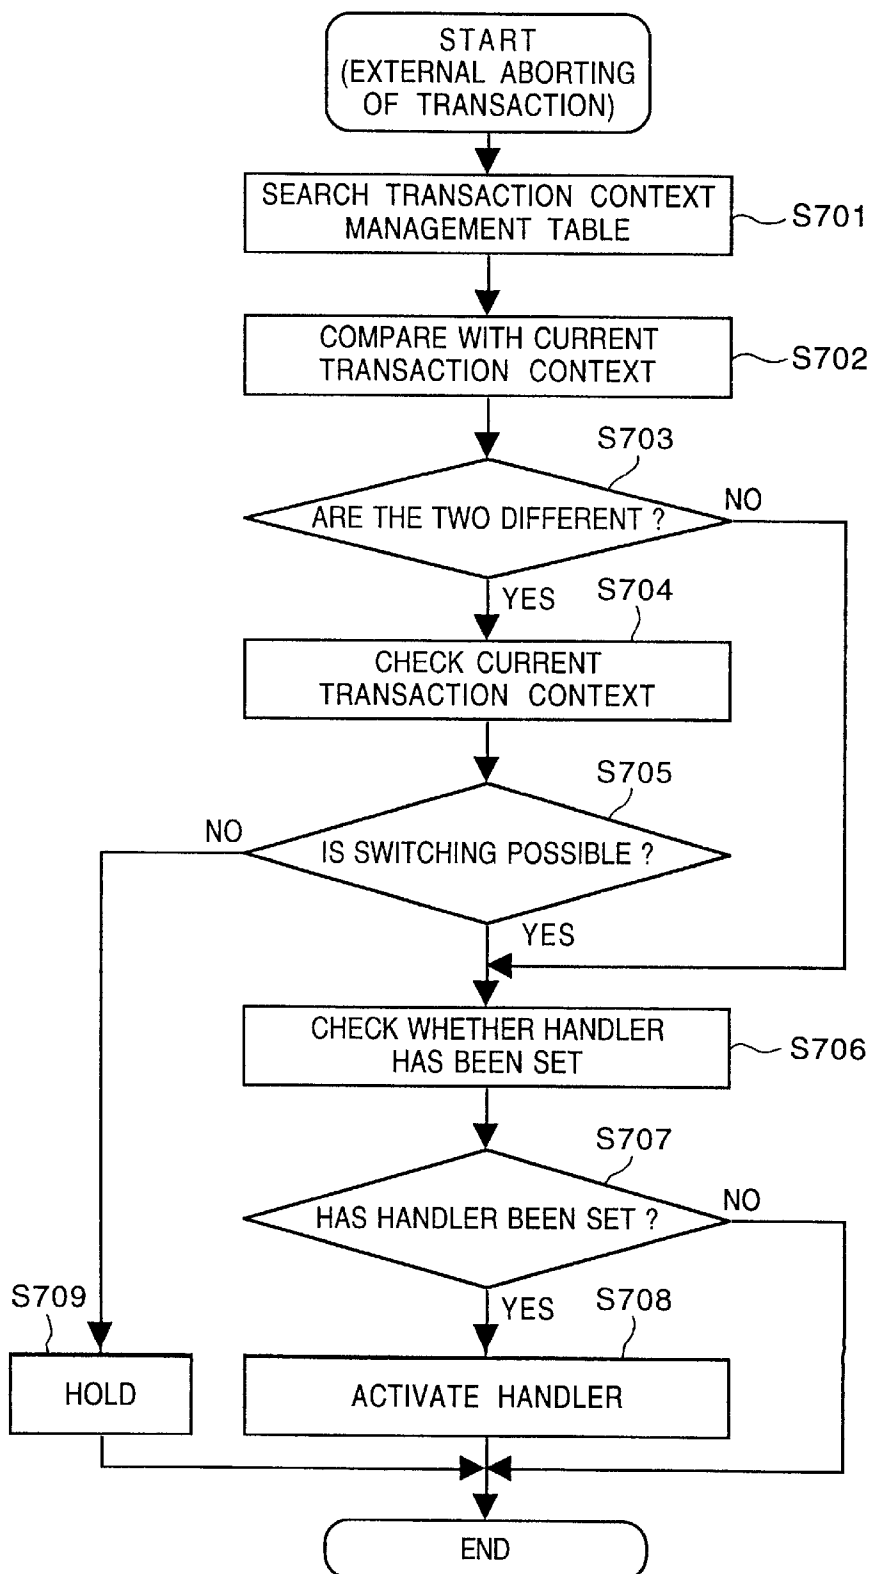 START
(EXTERNAL ABORTING
OF TRANSACTION)
SEARCH TRANSACTION CONTEXT
MANAGEMENT TABLE
S701
COMPARE WITH CURRENT
TRANSACTION CONTEXT
S702
S703
ARE THE TWO DIFFERENT ?
NO
YES
S704
CHECK CURRENT
TRANSACTION CONTEXT
S705
NO
IS SWITCHING POSSIBLE ?
YES
CHECK WHETHER HANDLER
HAS BEEN SET
S706
S707
HAS HANDLER BEEN SET ?
NO
YES
S709
S708
HOLD
ACTIVATE HANDLER
END